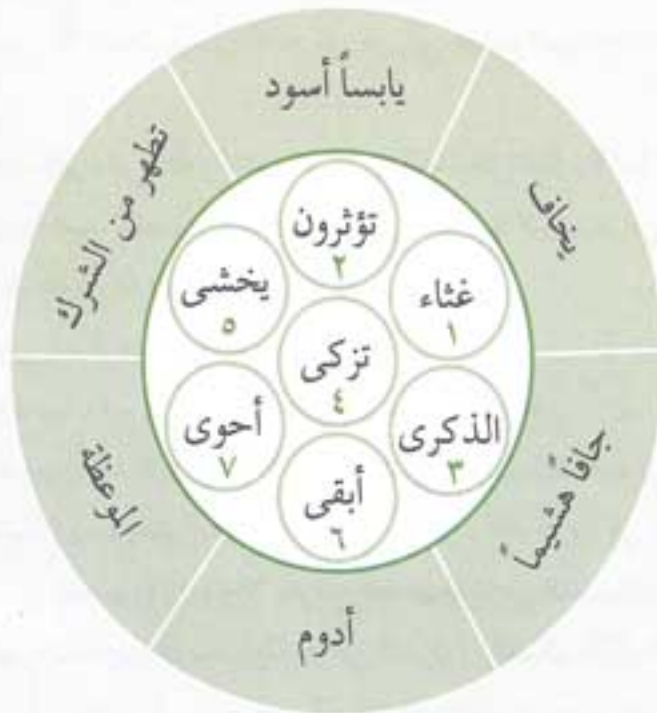 يابساً أسود
يخاف
تطهر من الشرك
تؤثرون
٢
يخشى
٥
غثاء
١
تزكى
٤
الذكرى
٣
أحوى
٧
أبقى
٦
جافاً هشيماً
الموعظة
أدوم